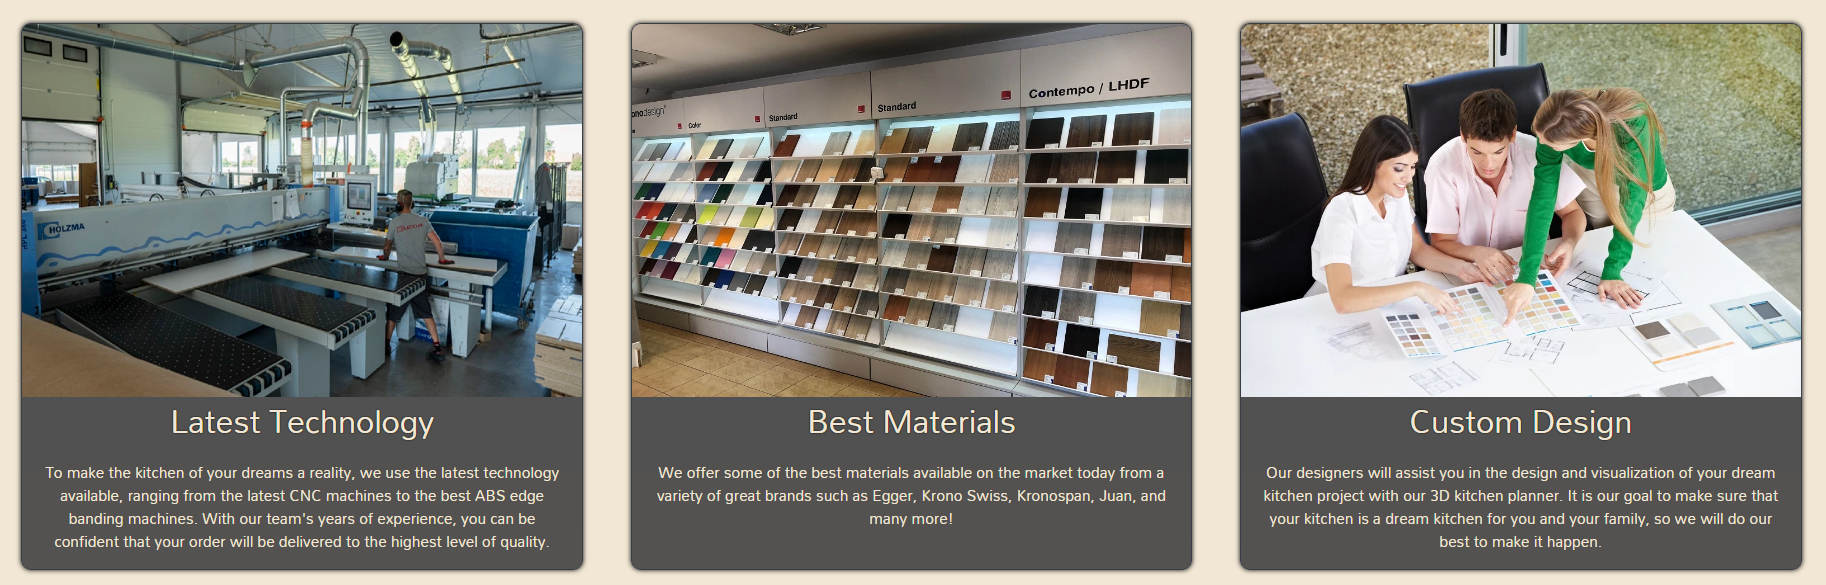 HOLZMA
Color
Standard
Standard
Contempo / LHDF
Latest Technology
To make the kitchen of your dreams a reality, we use the latest technology
available, ranging from the latest CNC machines to the best ABS edge
banding machines. With our team's years of experience, you can be
confident that your order will be delivered to the highest level of quality.
Best Materials
We offer some of the best materials available on the market today from a
variety of great brands such as Egger, Krono Swiss, Kronospan, Juan, and
many more!
Custom Design
Our designers will assist you in the design and visualization of your dream
kitchen project with our 3D kitchen planner. It is our goal to make sure that
your kitchen is a dream kitchen for you and your family, so we will do our
best to make it happen.